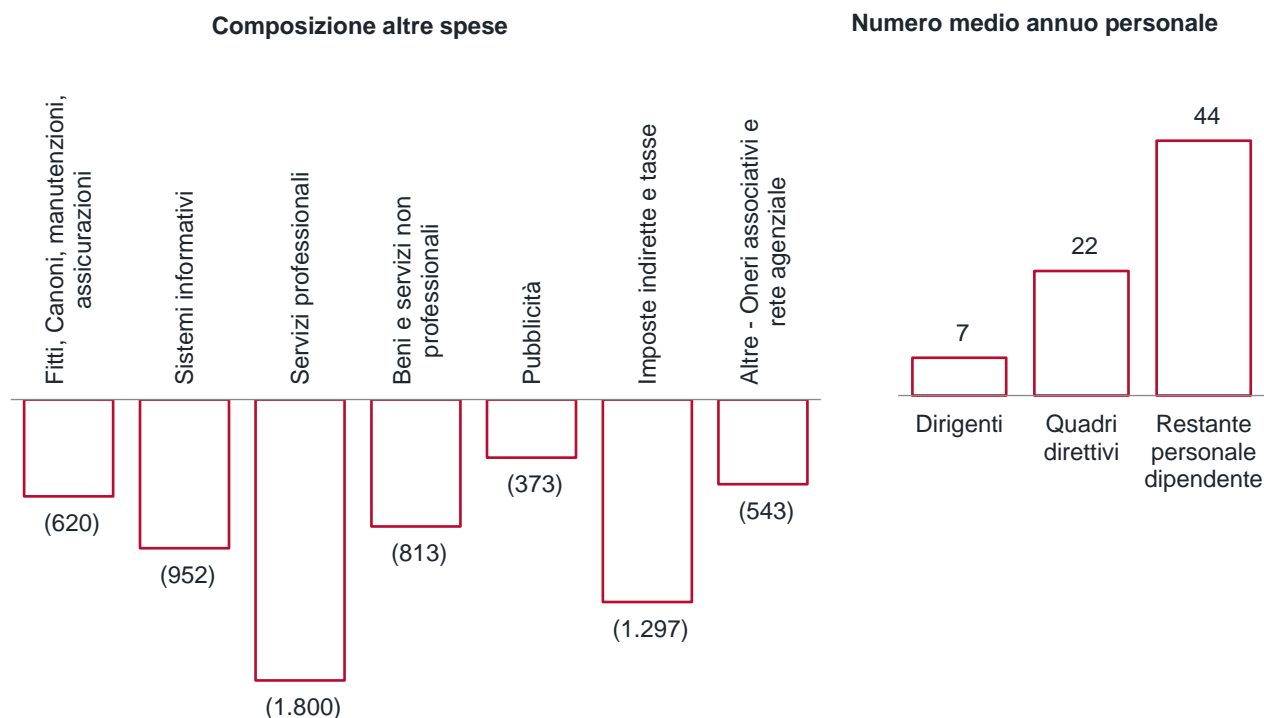 Composizione altre spese
Fitti, Canoni, manutenzioni,
assicurazioni
Sistemi informativi
Servizi professionali
Beni e servizi non
professionali
Pubblicità
Imposte indirette e tasse
Altre - Oneri associativi e
rete agenziale
(620)
(952)
(1.800)
(813)
(373)
(1.297)
(543)
Numero medio annuo personale
7
22
44
Dirigenti
Quadri
direttivi
Restante
personale
dipendente